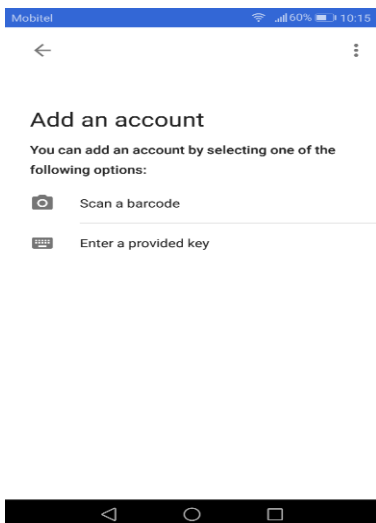 Mobitel 60% 10:15
Add an account
You can add an account by selecting one of the
following options:
Scan a barcode
Enter a provided key